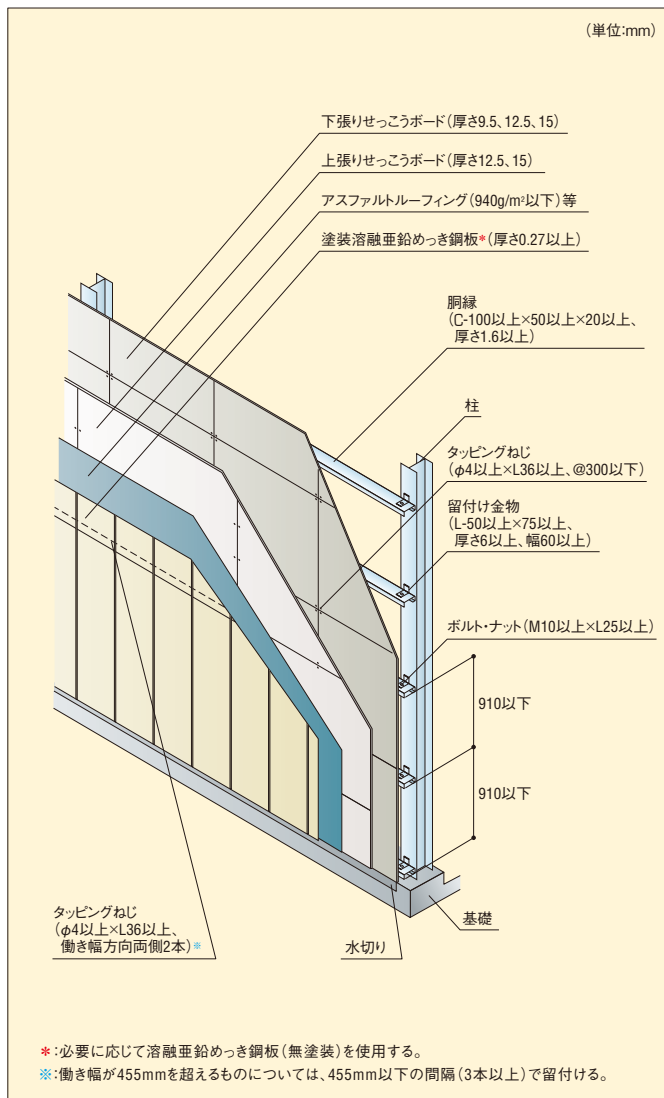 (単位:mm)
下張りせっこうボード(厚さ9.5、12.5、15)
上張りせっこうボード(厚さ12.5、15)
アスファルトルーフィング(940g/m²以下)等
塗装溶融亜鉛めっき鋼板*(厚さ0.27以上)
胴縁
(C-100以上×50以上×20以上、
厚さ1.6以上)
柱
タッピングねじ
(φ4以上×L36以上、@300以下)
留付け金物
(L-50以上×75以上、
厚さ6以上、幅60以上)
ボルト・ナット(M10以上×L25以上)
910以下
910以下
タッピングねじ
(φ4以上×L36以上、
働き幅方向両側2本)※
水切り
基礎
*:必要に応じて溶融亜鉛めっき鋼板(無塗装)を使用する。
※:働き幅が455mmを超えるものについては、455mm以下の間隔(3本以上)で留付ける。